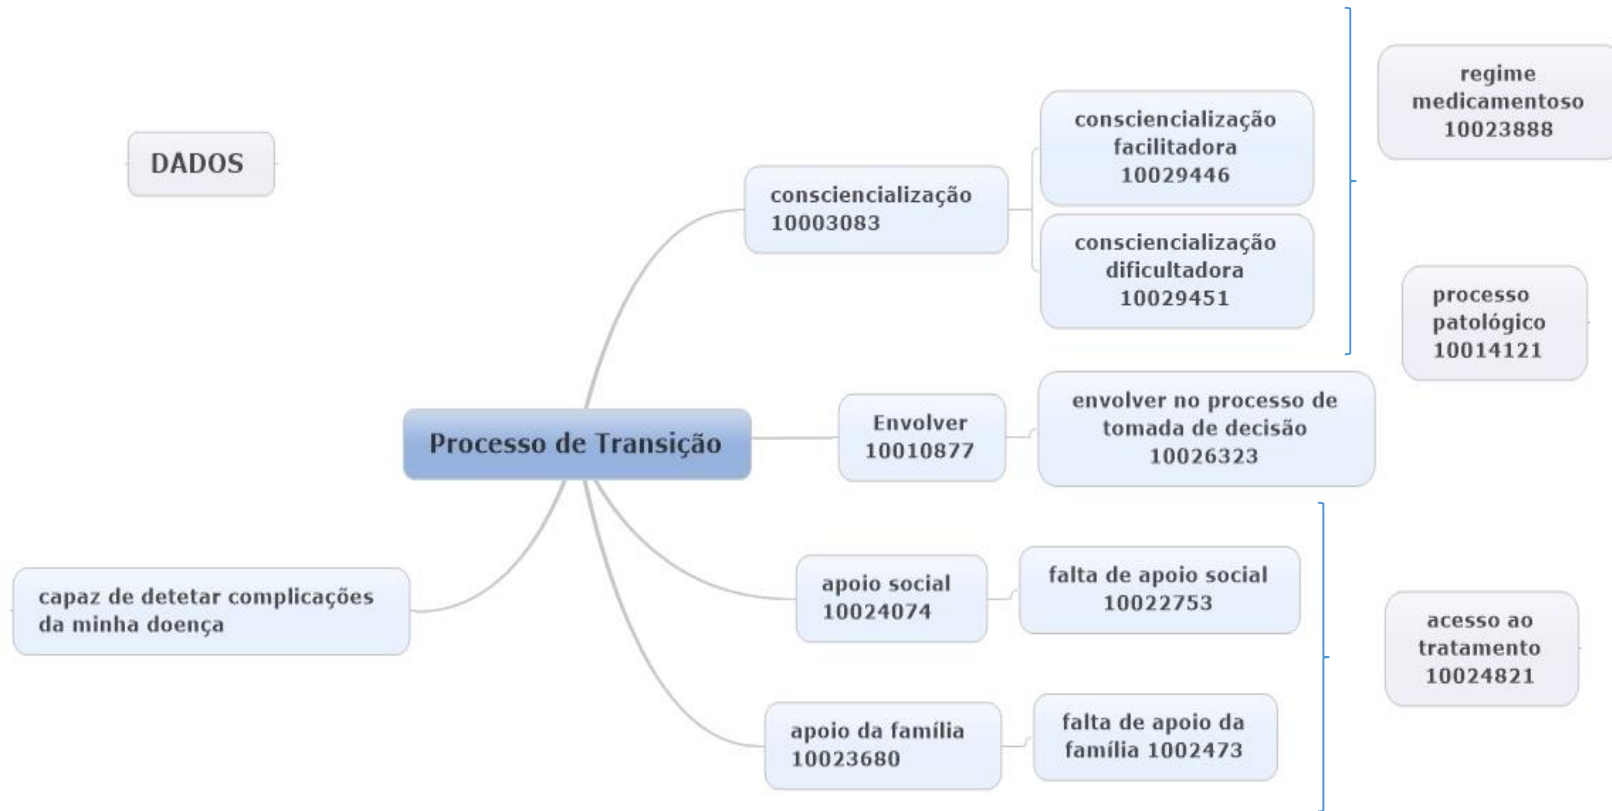 DADOS
consciencialização
10003083
consciencialização
facilitadora
10029446
consciencialização
dificultadora
10029451
regime
medicamentoso
10023888
processo
patológico
10014121
Processo de Transição
Envolver
10010877
envolver no processo de
tomada de decisão
10026323
capaz de detetar complicações
da minha doença
apoio social
10024074
falta de apoio social
10022753
acesso ao
tratamento
10024821
apoio da família
10023680
falta de apoio da
família 1002473